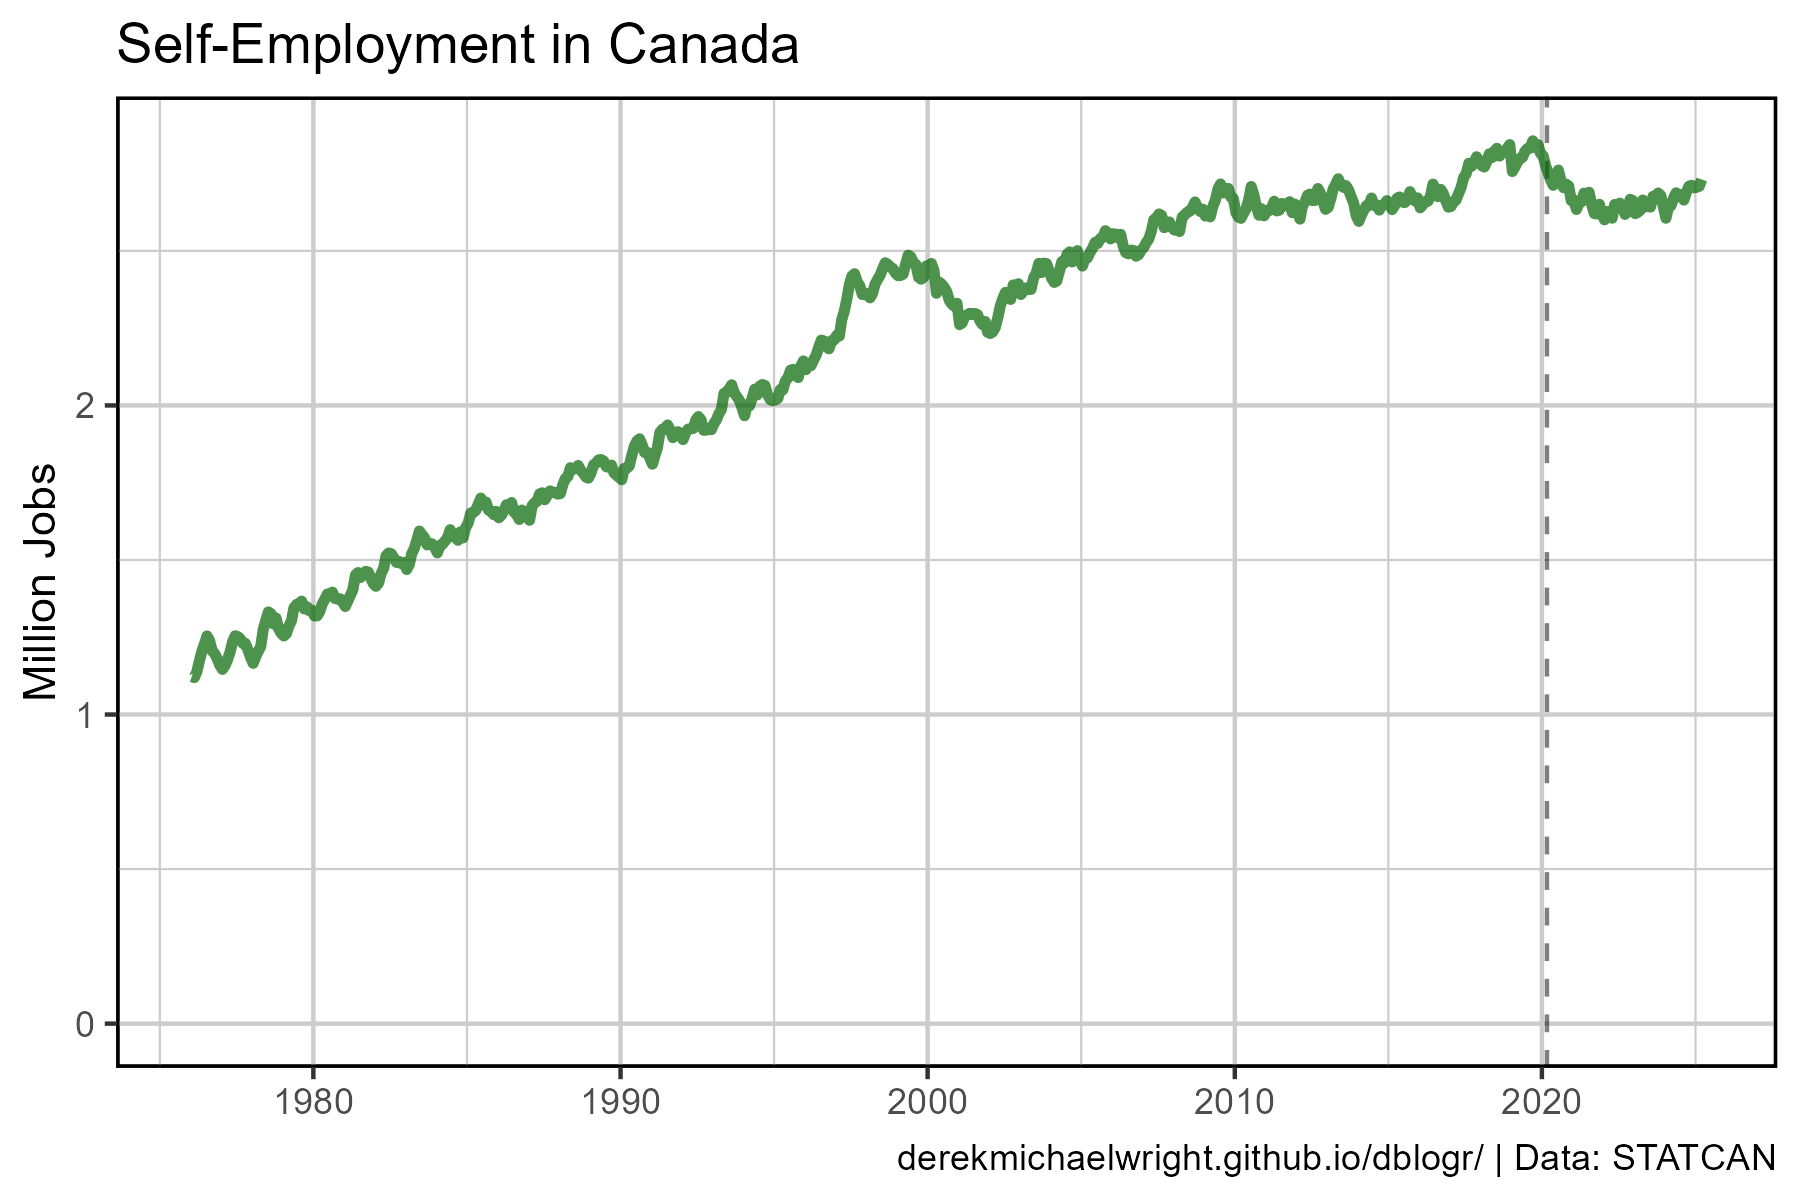 Self-Employment in Canada
Million Jobs
2
1
0
1980 1990 2000 2010 2020
derekmichaelwright.github.io/dblogr/ | Data: STATCAN